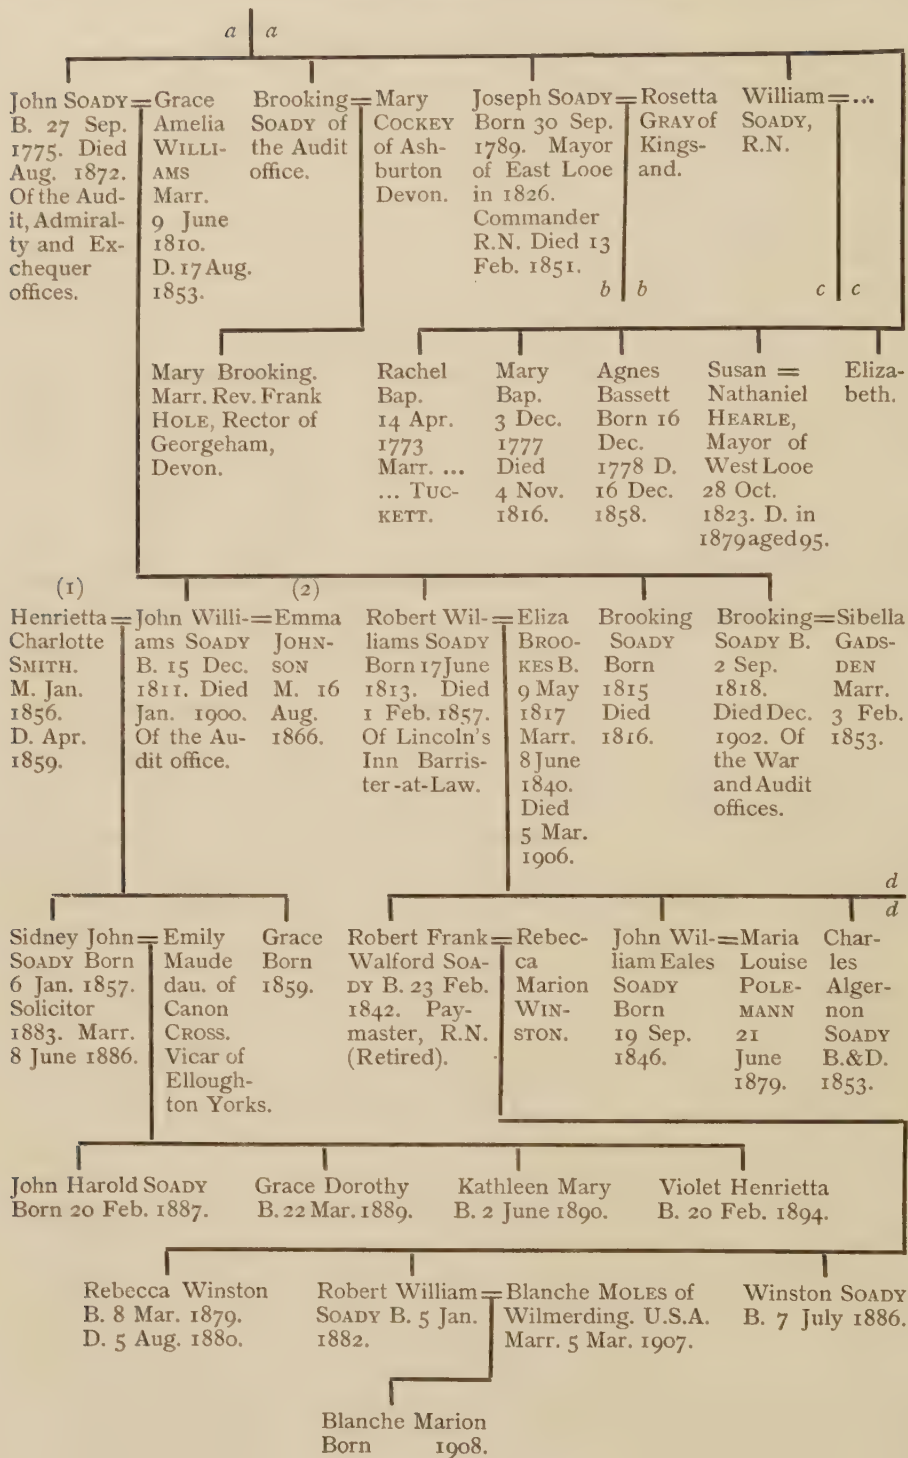 a a
John SOADY=
B. 27 Sep.
1775. Died
Aug. 1872.
Of the Aud-
it, Admiral-
ty and Ex-
chequer
offices.
Grace
Amelia
WILLI-
AMS
Marr.
9 June
1810.
D. 17 Aug.
1853.
Brooking=
SOADY of
the Audit
office.
Mary
COCKEY
of Ash-
burton
Devon.
Joseph SOADY=
Born 30 Sep.
1789. Mayor
of East Looe
in 1826.
Commander
R.N. Died 13
Feb. 1851.
Rosetta
GRAY of
Kings-
and.
b b
William=...
SOADY,
R.N.
c c
Mary Brooking.
Marr. Rev. Frank
HOLE, Rector of
Georgeham,
Devon.
Rachel
Bap.
14 Apr.
1773
Marr. ...
... TUC-
KETT.
Mary
Bap.
3 Dec.
1777
Died
4 Nov.
1816.
Agnes
Bassett
Born 16
Dec.
1778 D.
16 Dec.
1858.
Susan =
Nathaniel
HEARLE,
Mayor of
West Looe
28 Oct.
1823. D. in
1879 aged 95.
Eliza-
beth.
(1)
Henrietta=
Charlotte
SMITH.
M. Jan.
1856.
D. Apr.
1859.
John Willi-=
ams SOADY
B. 15 Dec.
1811. Died
Jan. 1900.
Of the Au-
dit office.
(2)
Emma
JOHN-
SON
M. 16
Aug.
1866.
Robert Wil-=
liams SOADY
Born 17 June
1813. Died
1 Feb. 1857.
Of Lincoln's
Inn Barris-
ter-at-Law.
Eliza
BROO-
KES B.
9 May
1817
Marr.
8 June
1840.
Died
5 Mar.
1906.
Brooking
SOADY
Born
1815
Died
1816.
Brooking=
SOADY B.
2 Sep.
1818.
Died Dec.
1902. Of
the War
and Audit
offices.
Sibella
GADS-
DEN
Marr.
3 Feb.
1853.
d
d
Sidney John=
SOADY Born
6 Jan. 1857.
Solicitor
1883. Marr.
8 June 1886.
Emily
Maude
dau. of
Canon
CROSS.
Vicar of
Ellough-
ton Yorks.
Grace
Born
1859.
Robert Frank=
Walford SOA-
DY B. 23 Feb.
1842. Pay-
master, R.N.
(Retired).
Rebec-
ca
Marion
WIN-
STON.
John Wil-=
liam Eales
SOADY
Born
19 Sep.
1846.
Maria
Louise
POLE-
MANN
21
June
1879.
Char-
les
Alger-
non
SOADY
B.&D.
1853.
John Harold SOADY
Born 20 Feb. 1887.
Grace Dorothy
B. 22 Mar. 1889.
Kathleen Mary
B. 2 June 1890.
Violet Henrietta
B. 20 Feb. 1894.
Rebecca Winston
B. 8 Mar. 1879.
D. 5 Aug. 1880.
Robert William=
SOADY B. 5 Jan.
1882.
Blanche MOLES of
Wilmerding. U.S.A.
Marr. 5 Mar. 1907.
Winston SOADY
B. 7 July 1886.
Blanche Marion
Born 1908.